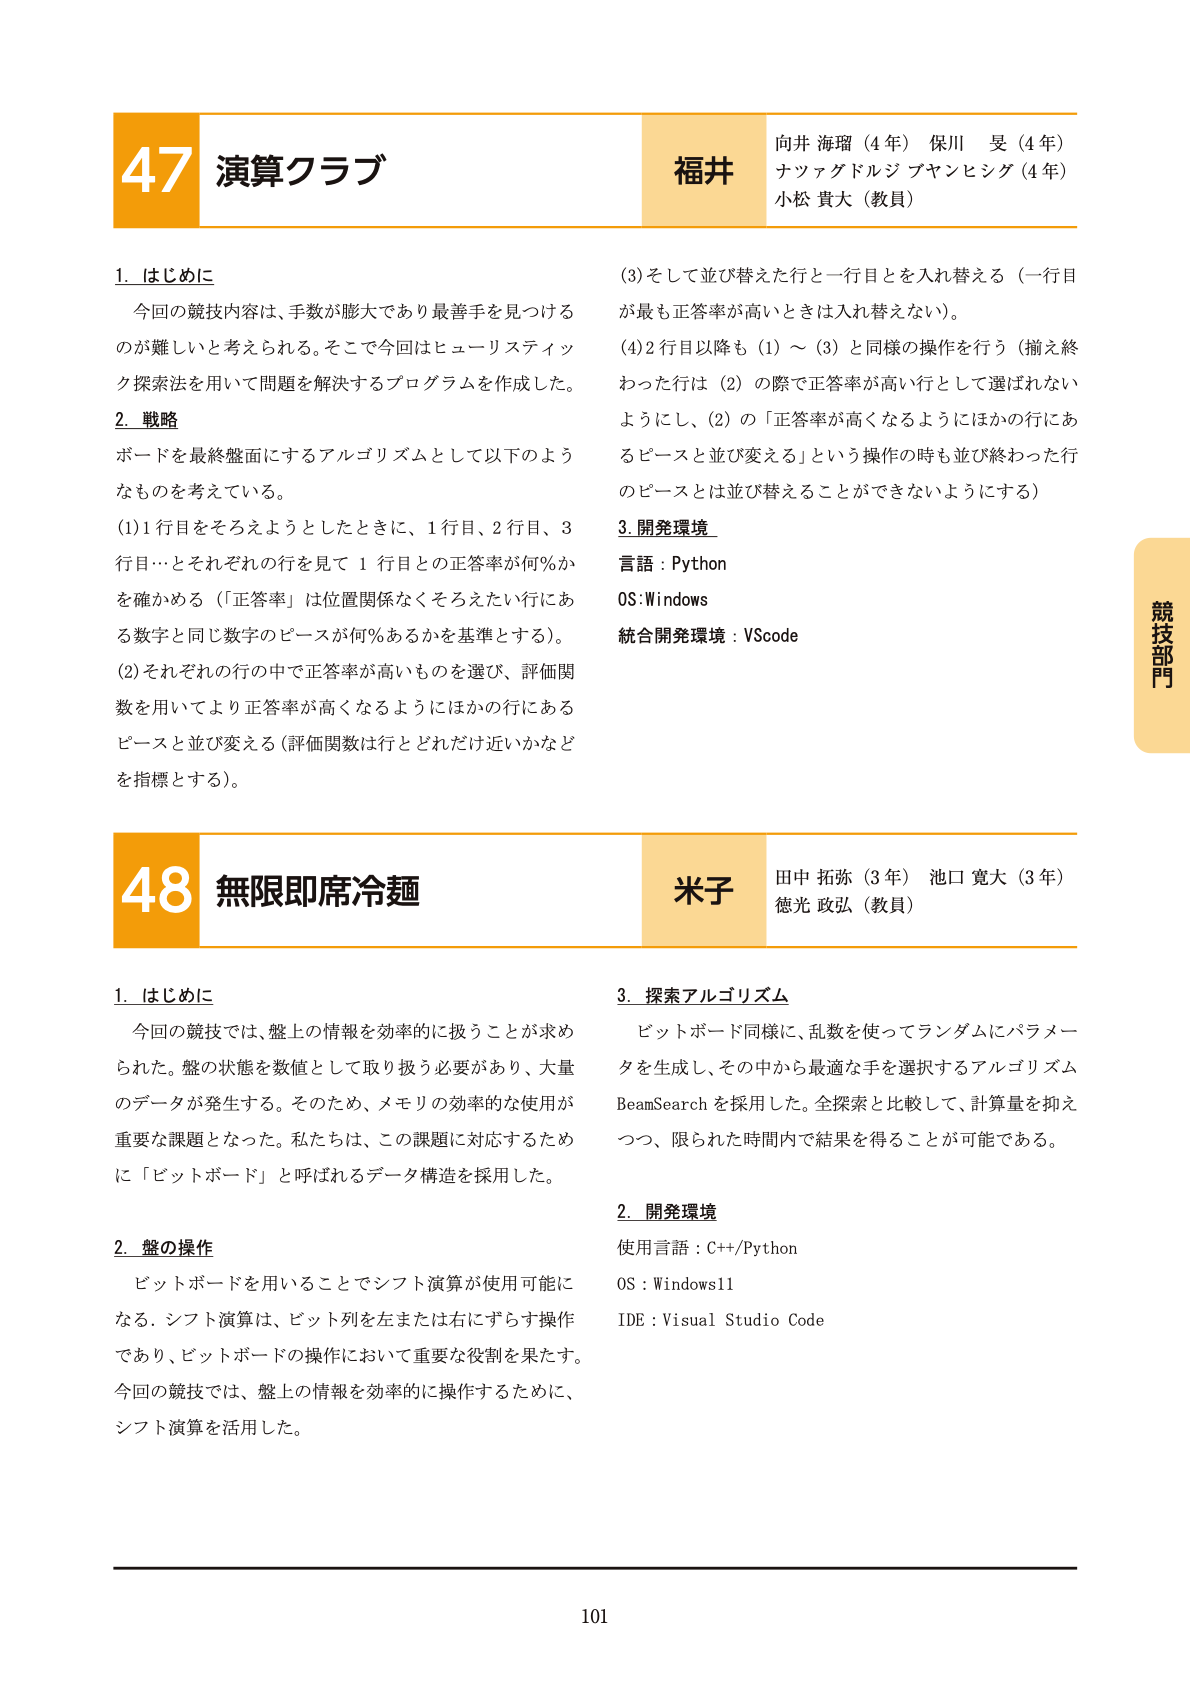 47 演算クラブ 福井
向井 海瑠（4年） 保川 旻（4年）
ナツァグドルジ ブヤンヒシグ（4年）
小松 貴大（教員）
1. はじめに
今回の競技内容は、手数が膨大であり最善手を見つける
のが難しいと考えられる。そこで今回はヒューリスティッ
ク探索法を用いて問題を解決するプログラムを作成した。
2. 戦略
ボードを最終盤面にするアルゴリズムとして以下のよう
なものを考えている。
(1)1行目をそろえようとしたときに、1行目、2行目、3
行目…とそれぞれの行を見て 1 行目との正答率が何%か
を確かめる（「正答率」は位置関係なくそろえたい行にあ
る数字と同じ数字のピースが何%あるかを基準とする）。
(2)それぞれの行の中で正答率が高いものを選び、評価関
数を用いてより正答率が高くなるようにほかの行にある
ピースと並び変える（評価関数は行とどれだけ近いかなど
を指標とする）。
(3)そして並び替えた行と一行目とを入れ替える（一行目
が最も正答率が高いときは入れ替えない）。
(4)2行目以降も（1）～（3）と同様の操作を行う（揃え終
わった行は（2）の際で正答率が高い行として選ばれない
ようにし、（2）の「正答率が高くなるようにほかの行にあ
るピースと並び変える」という操作の時も並び終わった行
のピースとは並び替えることができないようにする）
3.開発環境
言語：Python
OS:Windows
統合開発環境：VScode
競技部門
48 無限即席冷麺 米子
田中 拓弥（3年） 池口 寛大（3年）
徳光 政弘（教員）
1. はじめに
今回の競技では、盤上の情報を効率的に扱うことが求め
られた。盤の状態を数値として取り扱う必要があり、大量
のデータが発生する。そのため、メモリの効率的な使用が
重要な課題となった。私たちは、この課題に対応するため
に「ビットボード」と呼ばれるデータ構造を採用した。
2. 盤の操作
ビットボードを用いることでシフト演算が使用可能に
なる．シフト演算は、ビット列を左または右にずらす操作
であり、ビットボードの操作において重要な役割を果たす。
今回の競技では、盤上の情報を効率的に操作するために、
シフト演算を活用した。
3. 探索アルゴリズム
ビットボード同様に、乱数を使ってランダムにパラメー
タを生成し、その中から最適な手を選択するアルゴリズム
BeamSearch を採用した。全探索と比較して、計算量を抑え
つつ、限られた時間内で結果を得ることが可能である。
2. 開発環境
使用言語：C++/Python
OS：Windows11
IDE：Visual Studio Code
101